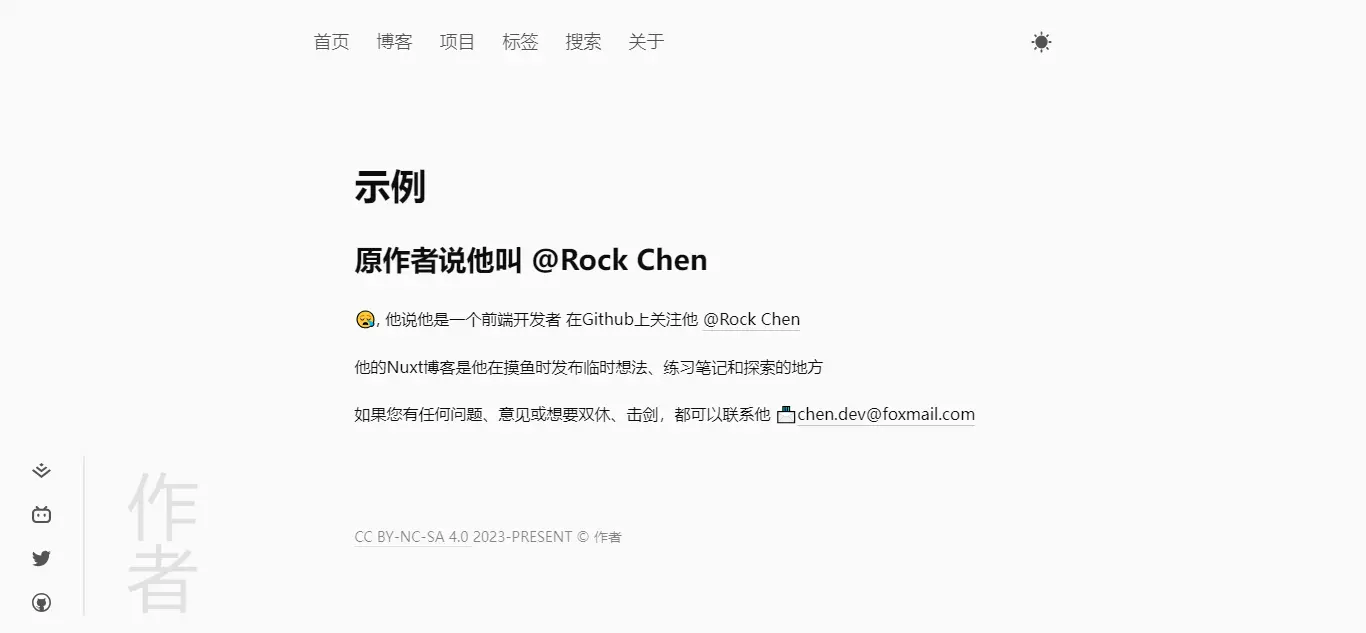 首页 博客 项目 标签 搜索 关于
示例
原作者说他叫 @Rock Chen
😪, 他说他是一个前端开发者 在Github上关注他 @Rock Chen
他的Nuxt博客是他在摸鱼时发布临时想法、练习笔记和探索的地方
如果您有任何问题、意见或想要双休、击剑，都可以联系他 📩chen.dev@foxmail.com
作者
CC BY-NC-SA 4.0 2023-PRESENT © 作者